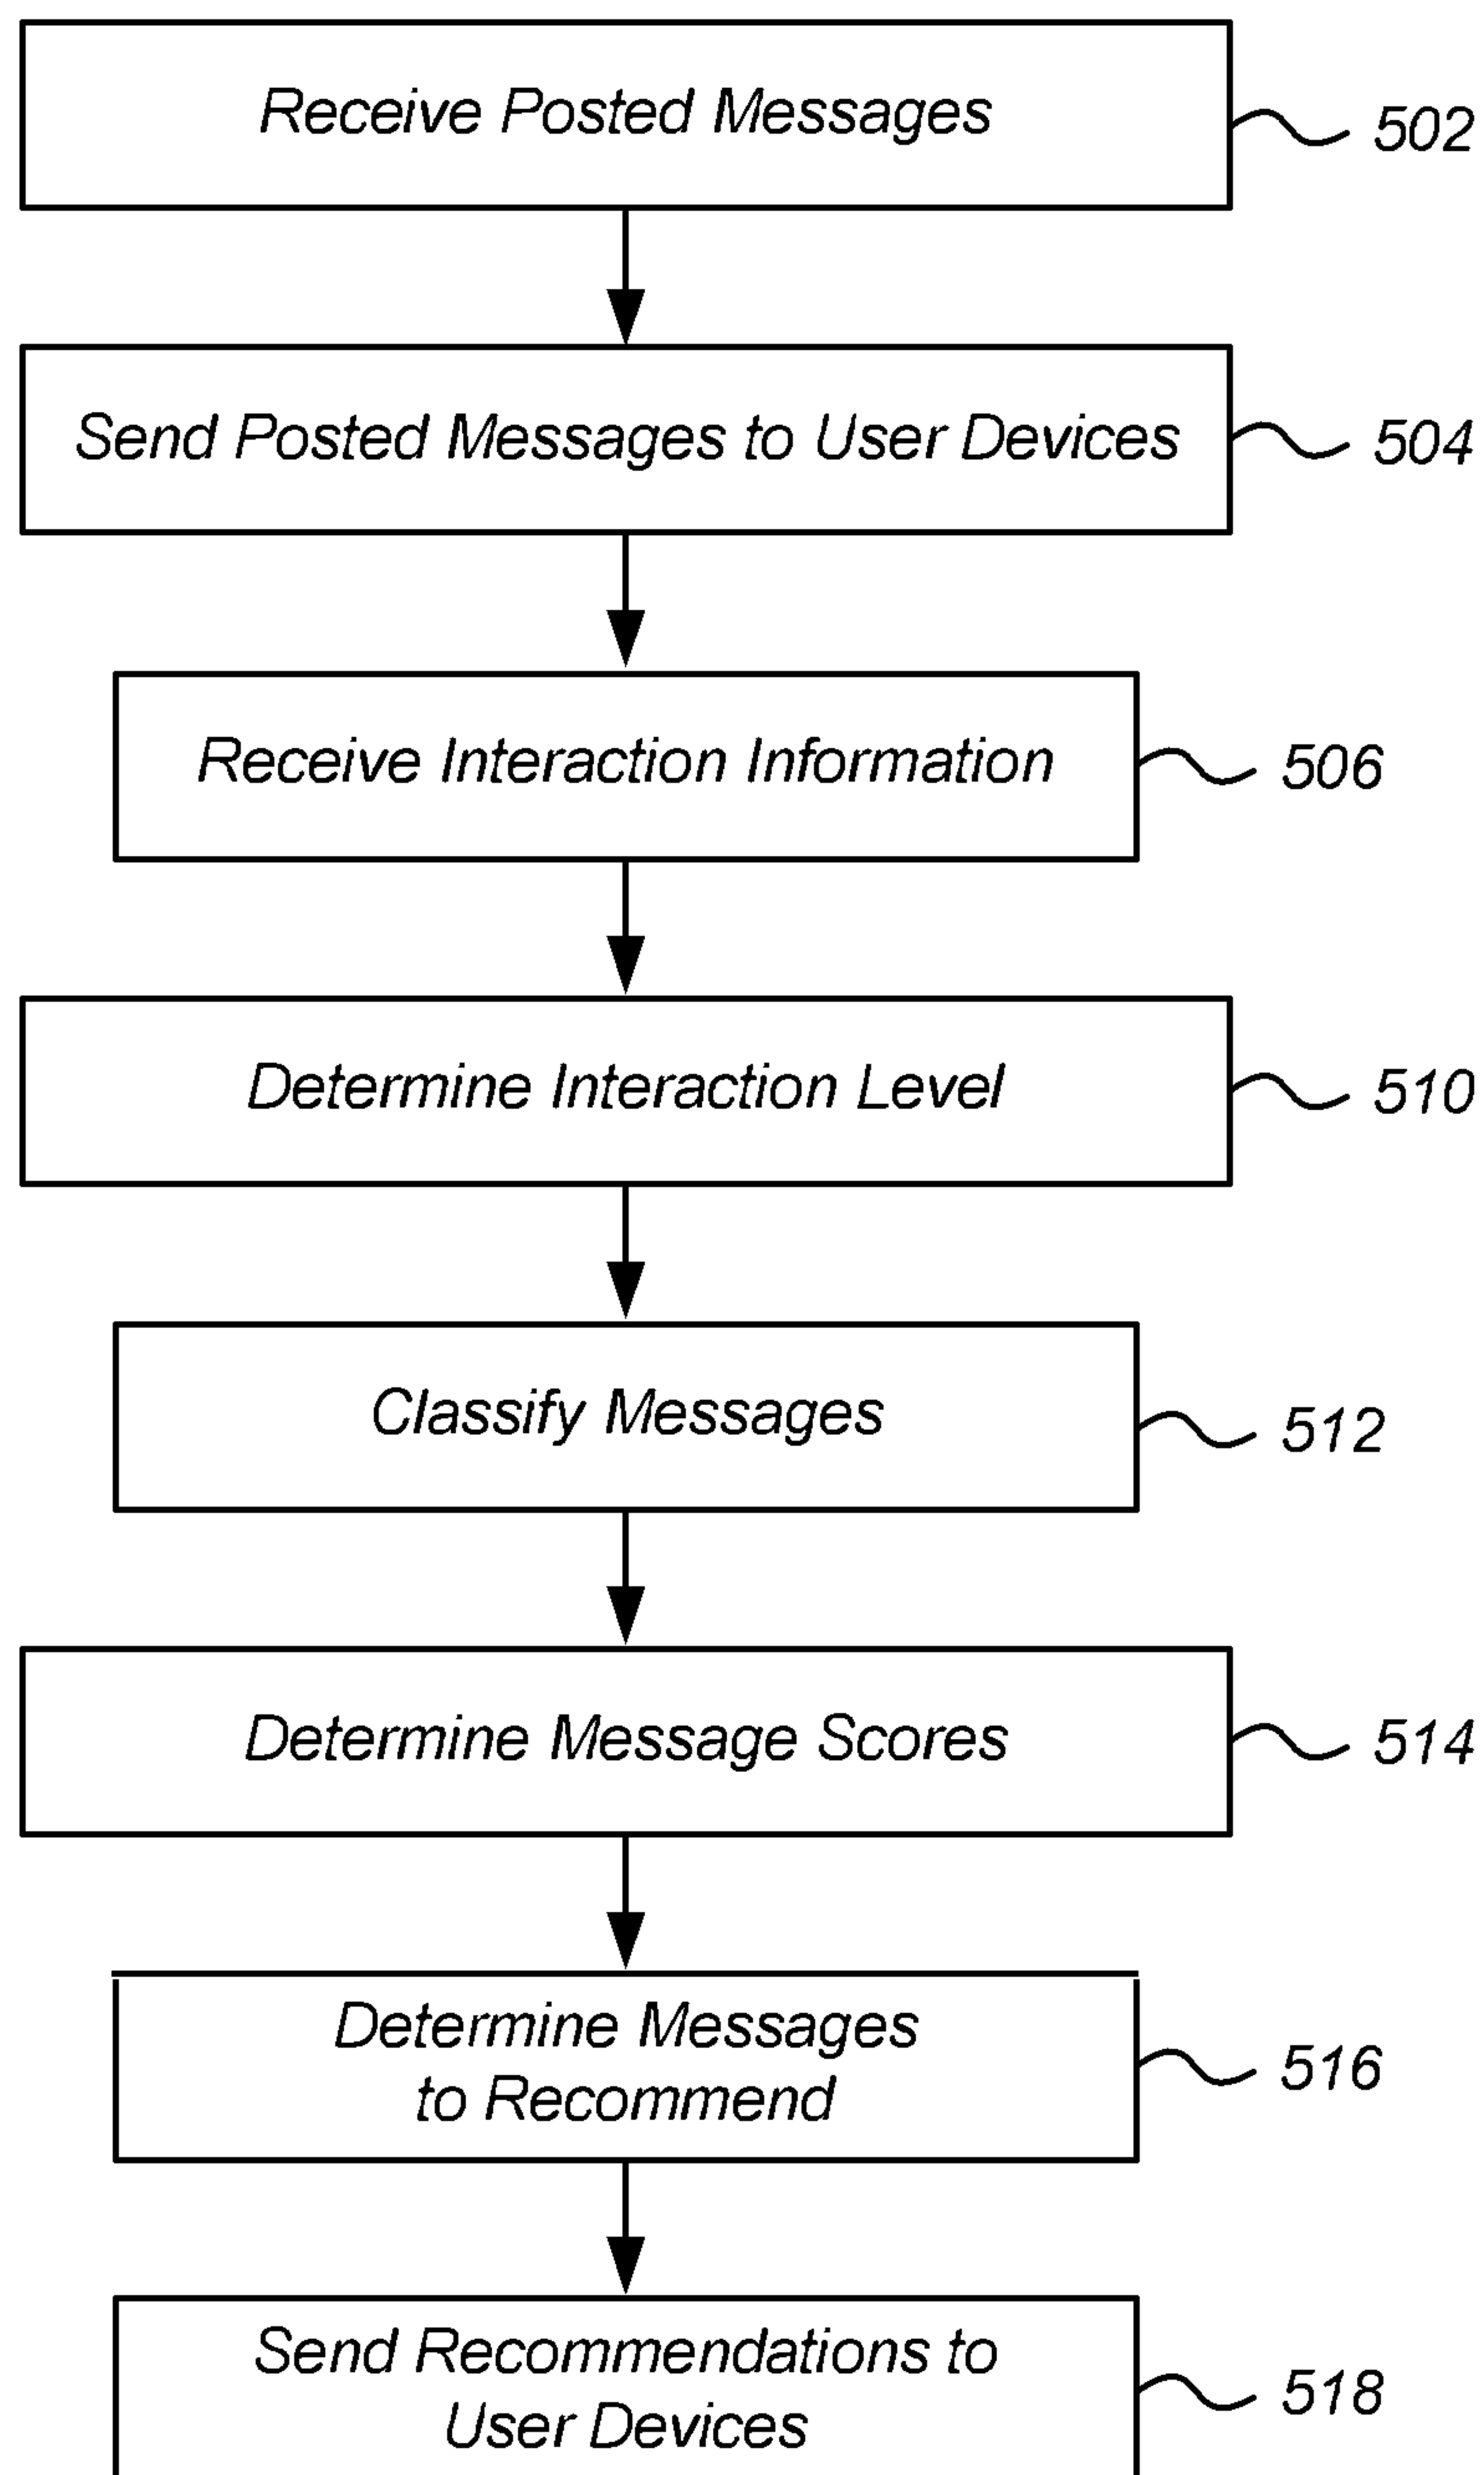 Receive Posted Messages
502
Send Posted Messages to User Devices
504
Receive Interaction Information
506
Determine Interaction Level
510
Classify Messages
512
Determine Message Scores
514
Determine Messages
to Recommend
516
Send Recommendations to
User Devices
518